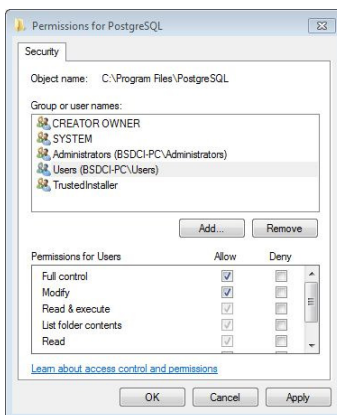 Permissions for PostgreSQL
Security
Object name: C:\Program Files\PostgreSQL
Group or user names:
CREATOR OWNER
SYSTEM
Administrators (BSDCI-PC\Administrators)
Users (BSDCI-PC\Users)
TrustedInstaller
Add... Remove
Permissions for Users Allow Deny
Full control
Modify
Read & execute
List folder contents
Read
Learn about access control and permissions
OK Cancel Apply